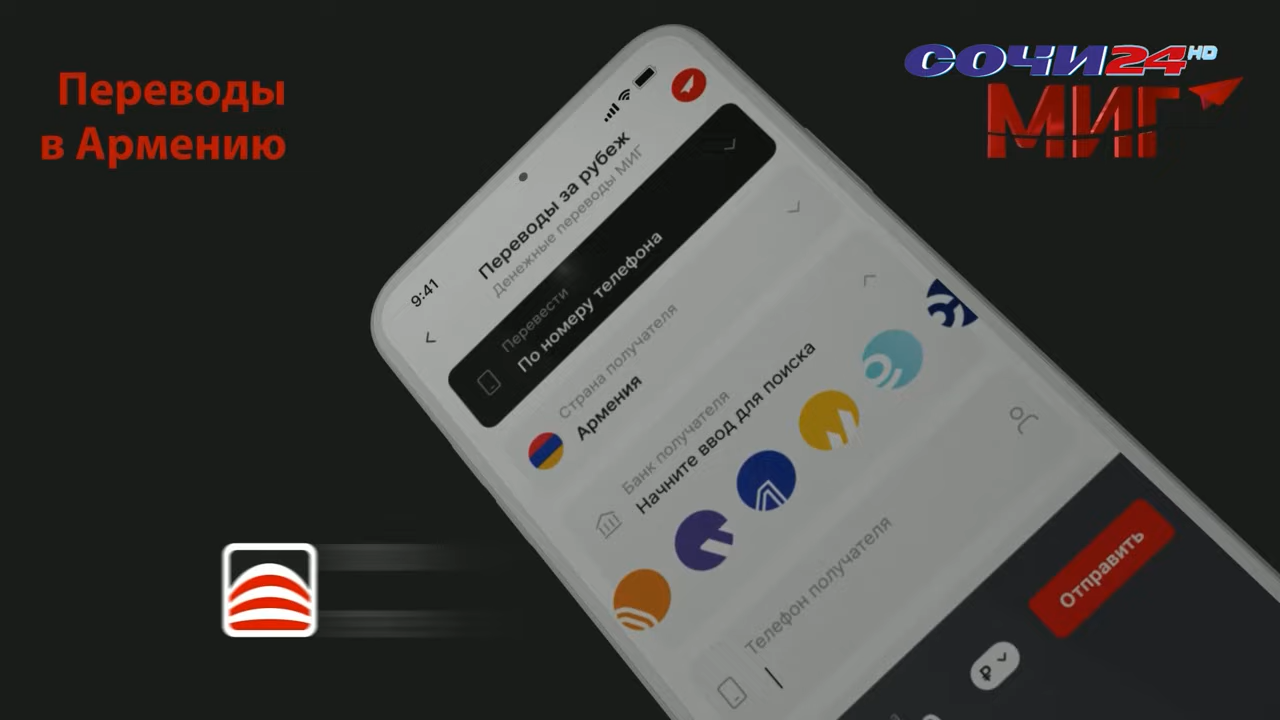 Переводы
в Армению
СОЧИ24HD
МИГ
9:41
Переводы за рубеж
Денежные переводы МИГ
Перевести
По номеру телефона
Страна получателя
Армения
Банк получателя
Начните ввод для поиска
Телефон получателя
Отправить
₽